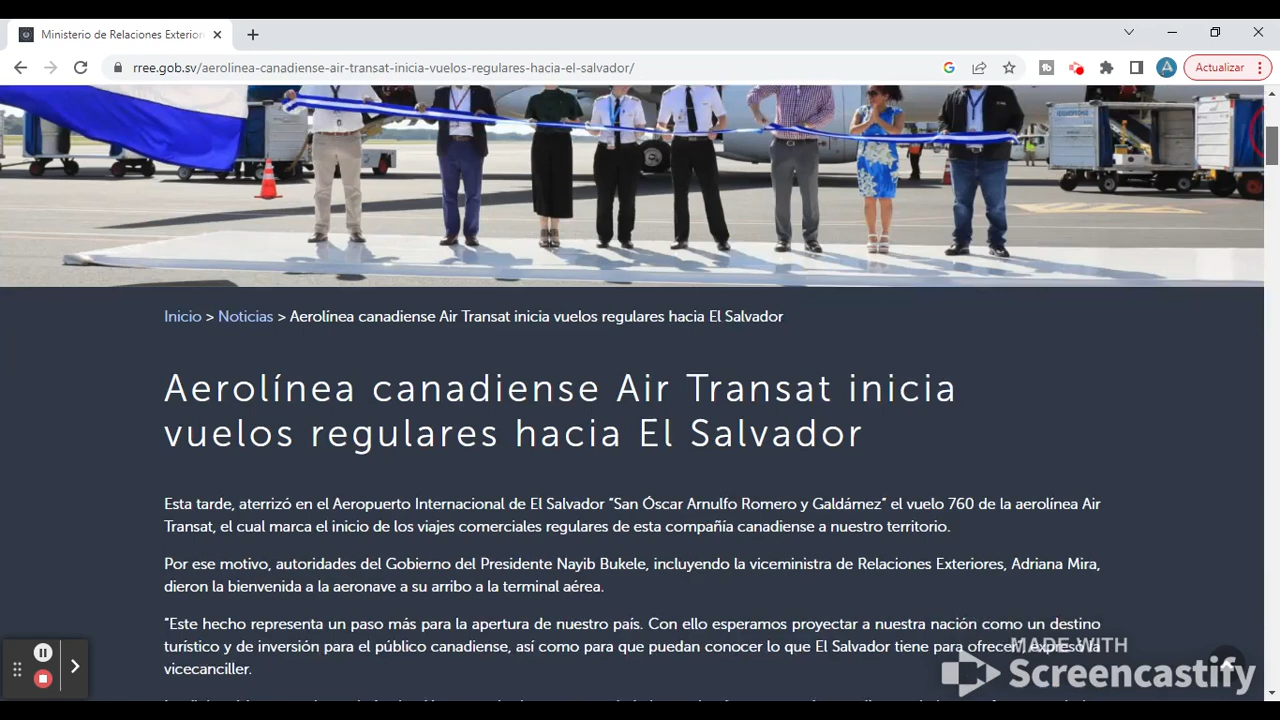 Ministerio de Relaciones Exterior
rree.gob.sv/aerolinea-canadiense-air-transat-inicia-vuelos-regulares-hacia-el-salvador/
Actualizar
Inicio > Noticias > Aerolínea canadiense Air Transat inicia vuelos regulares hacia El Salvador
Aerolínea canadiense Air Transat inicia
vuelos regulares hacia El Salvador
Esta tarde, aterrizó en el Aeropuerto Internacional de El Salvador “San Óscar Arnulfo Romero y Galdámez” el vuelo 760 de la aerolínea Air
Transat, el cual marca el inicio de los viajes comerciales regulares de esta compañía canadiense a nuestro territorio.
Por ese motivo, autoridades del Gobierno del Presidente Nayib Bukele, incluyendo la viceministra de Relaciones Exteriores, Adriana Mira,
dieron la bienvenida a la aeronave a su arribo a la terminal aérea.
“Este hecho representa un paso más para la apertura de nuestro país. Con ello esperamos proyectar a nuestra nación como un destino
turístico y de inversión para el público canadiense, así como para que puedan conocer lo que El Salvador tiene para ofrecer”, expresó la
vicecanciller.
MADE WITH
Screencastify